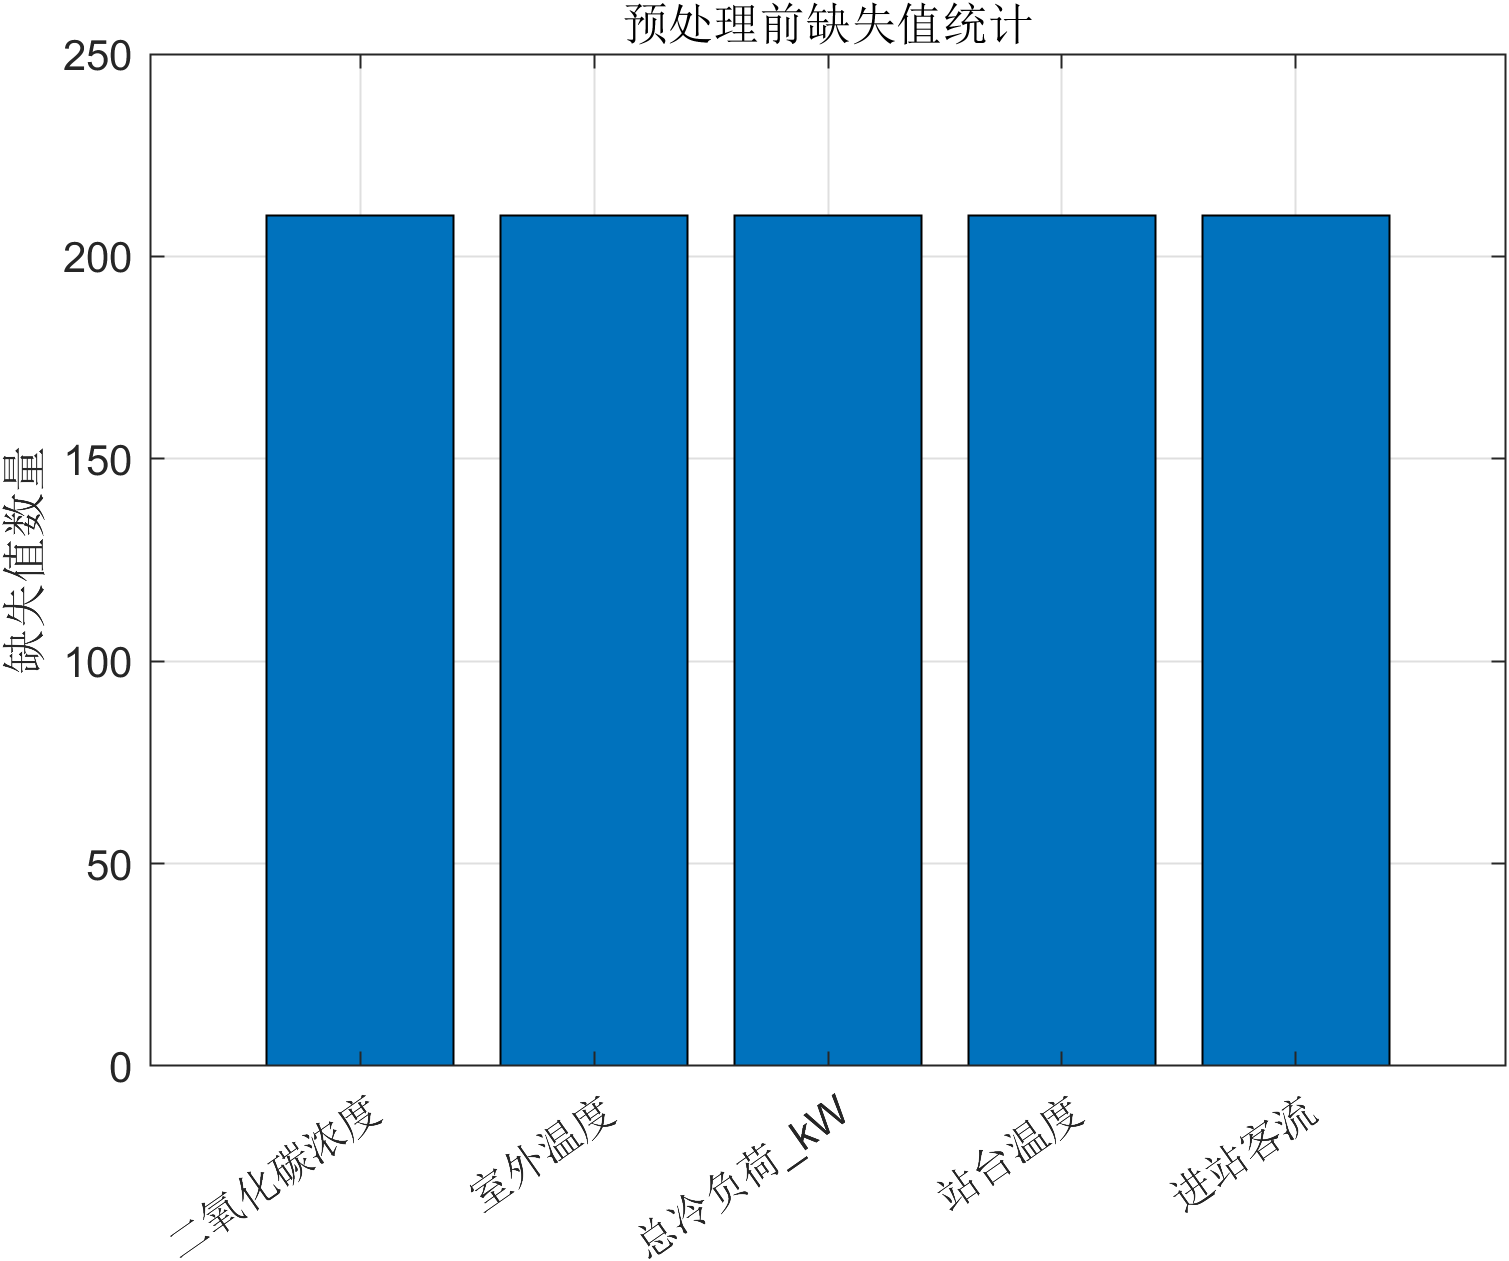 预处理前缺失值统计
缺失值数量
250
200
150
100
50
0
二氧化碳浓度
室外温度
总冷负荷_kW
站台温度
进站客流